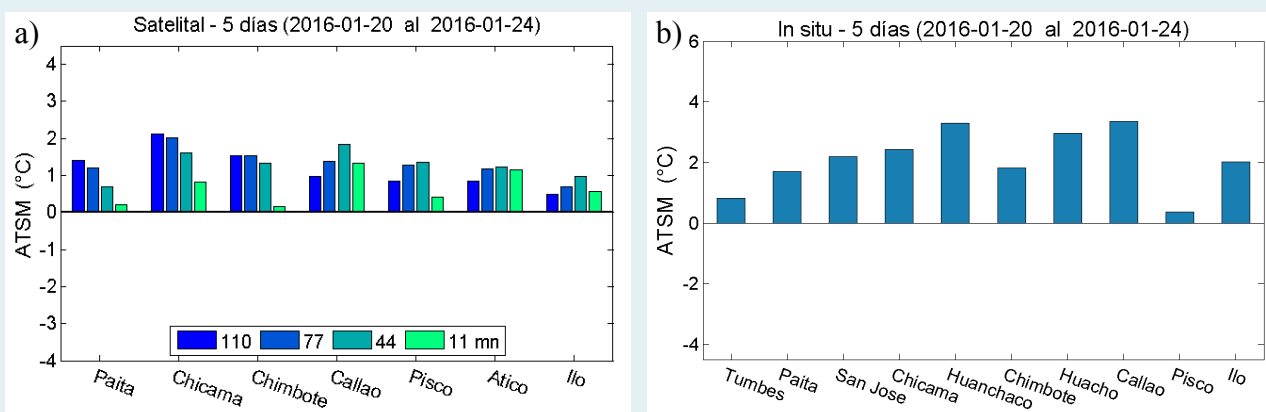 a)
Satelital - 5 días (2016-01-20 al 2016-01-24)
ATSM (°C)
4
3
2
1
0
-1
-2
-3
-4
110 77 44 11 mn
Paita Chicama Chimbote Callao Pisco Atico Ilo
b)
In situ - 5 días (2016-01-20 al 2016-01-24)
ATSM (°C)
6
4
2
0
-2
-4
Tumbes Paita San Jose Chicama Huanchaco Chimbote Huacho Callao Pisco Ilo